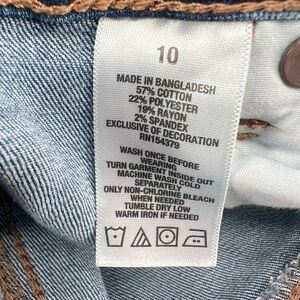 10
MADE IN BANGLADESH
57% COTTON
22% POLYESTER
19% RAYON
2% SPANDEX
EXCLUSIVE OF DECORATION
RN154379
WASH ONCE BEFORE
WEARING
TURN GARMENT INSIDE OUT
MACHINE WASH COLD
SEPARATELY
ONLY NON-CHLORINE BLEACH
WHEN NEEDED
TUMBLE DRY LOW
WARM IRON IF NEEDED